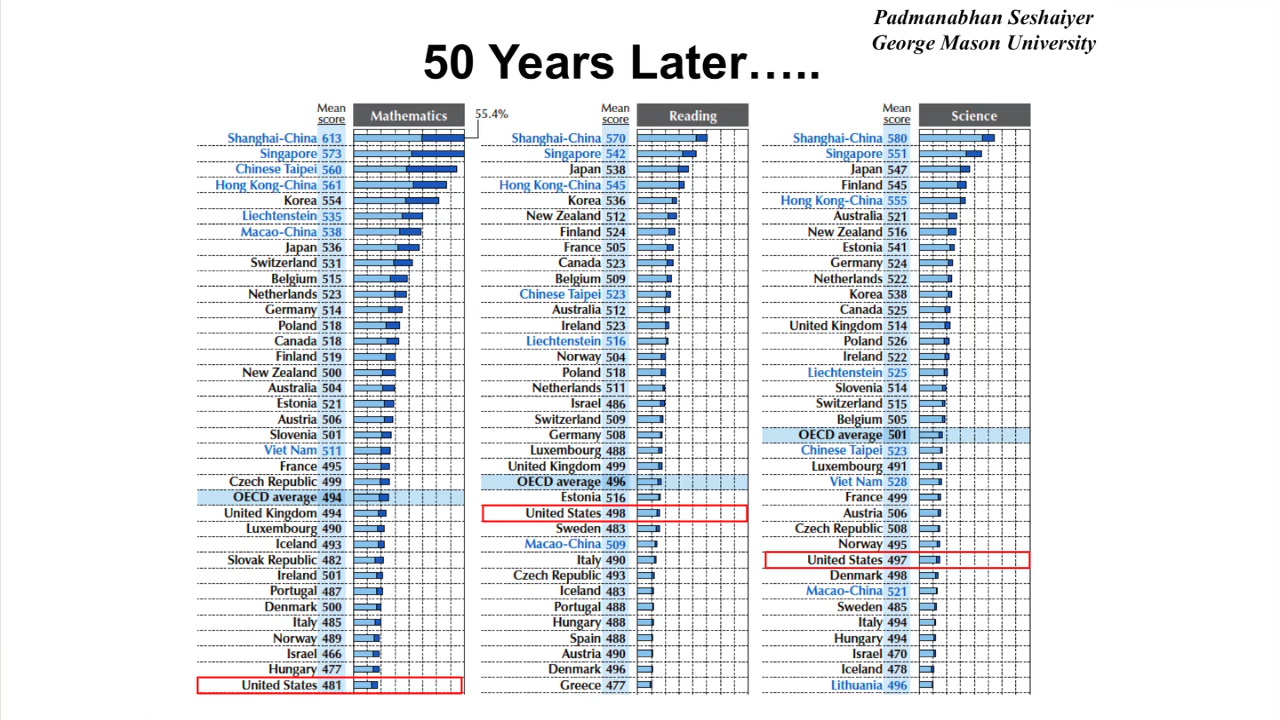 Padmanabhan Seshaiyer
George Mason University
50 Years Later…..
Mean score Mathematics
55.4%
Shanghai-China 613
Singapore 573
Chinese Taipei 560
Hong Kong-China 561
Korea 554
Liechtenstein 535
Macao-China 538
Japan 536
Switzerland 531
Belgium 515
Netherlands 523
Germany 514
Poland 518
Canada 518
Finland 519
New Zealand 500
Australia 504
Estonia 521
Austria 506
Slovenia 501
Viet Nam 511
France 495
Czech Republic 499
OECD average 494
United Kingdom 494
Luxembourg 490
Iceland 493
Slovak Republic 482
Ireland 501
Portugal 487
Denmark 500
Italy 485
Norway 489
Israel 466
Hungary 477
United States 481
Mean score Reading
Shanghai-China 570
Singapore 542
Japan 538
Hong Kong-China 545
Korea 536
New Zealand 512
Finland 524
France 505
Canada 523
Belgium 509
Chinese Taipei 523
Australia 512
Ireland 523
Liechtenstein 516
Norway 504
Poland 518
Netherlands 511
Israel 486
Switzerland 509
Germany 508
Luxembourg 488
United Kingdom 499
OECD average 496
Estonia 516
United States 498
Sweden 483
Macao-China 509
Italy 490
Czech Republic 493
Iceland 483
Portugal 488
Hungary 488
Spain 488
Austria 490
Denmark 496
Greece 477
Mean score Science
Shanghai-China 580
Singapore 551
Japan 547
Finland 545
Hong Kong-China 555
Australia 521
New Zealand 516
Estonia 541
Germany 524
Netherlands 522
Korea 538
Canada 525
United Kingdom 514
Poland 526
Ireland 522
Liechtenstein 525
Slovenia 514
Switzerland 515
Belgium 505
OECD average 501
Chinese Taipei 523
Luxembourg 491
Viet Nam 528
France 499
Austria 506
Czech Republic 508
Norway 495
United States 497
Denmark 498
Macao-China 521
Sweden 485
Italy 494
Hungary 494
Israel 470
Iceland 478
Lithuania 496